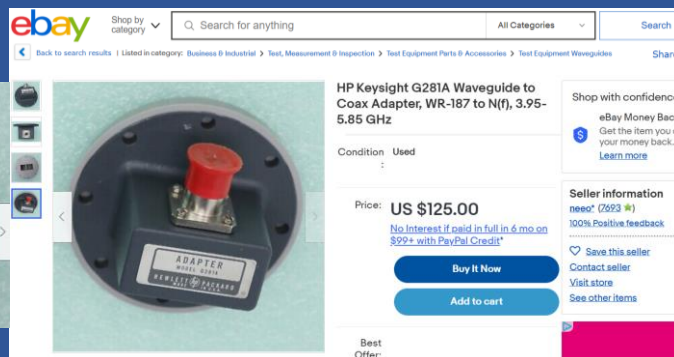 ebay
Shop by
category
Search for anything
All Categories
Search
Back to search results | Listed in category: Business & Industrial > Test, Measurement & Inspection > Test Equipment Parts & Accessories > Test Equipment Waveguides
Share
HP Keysight G281A Waveguide to
Coax Adapter, WR-187 to N(f), 3.95-
5.85 GHz
Condition Used
:
Price: US $125.00
No Interest if paid in full in 6 mo on
$99+ with PayPal Credit*
Buy It Now
Add to cart
Best
Offer:
Shop with confidence
eBay Money Bac
Get the item you o
your money back.
Learn more
Seller information
neeo* (7693)
100% Positive feedback
Save this seller
Contact seller
Visit store
See other items
ADAPTER
MODEL G281A
HEWLETT hp PACKARD
MADE IN U.S.A.